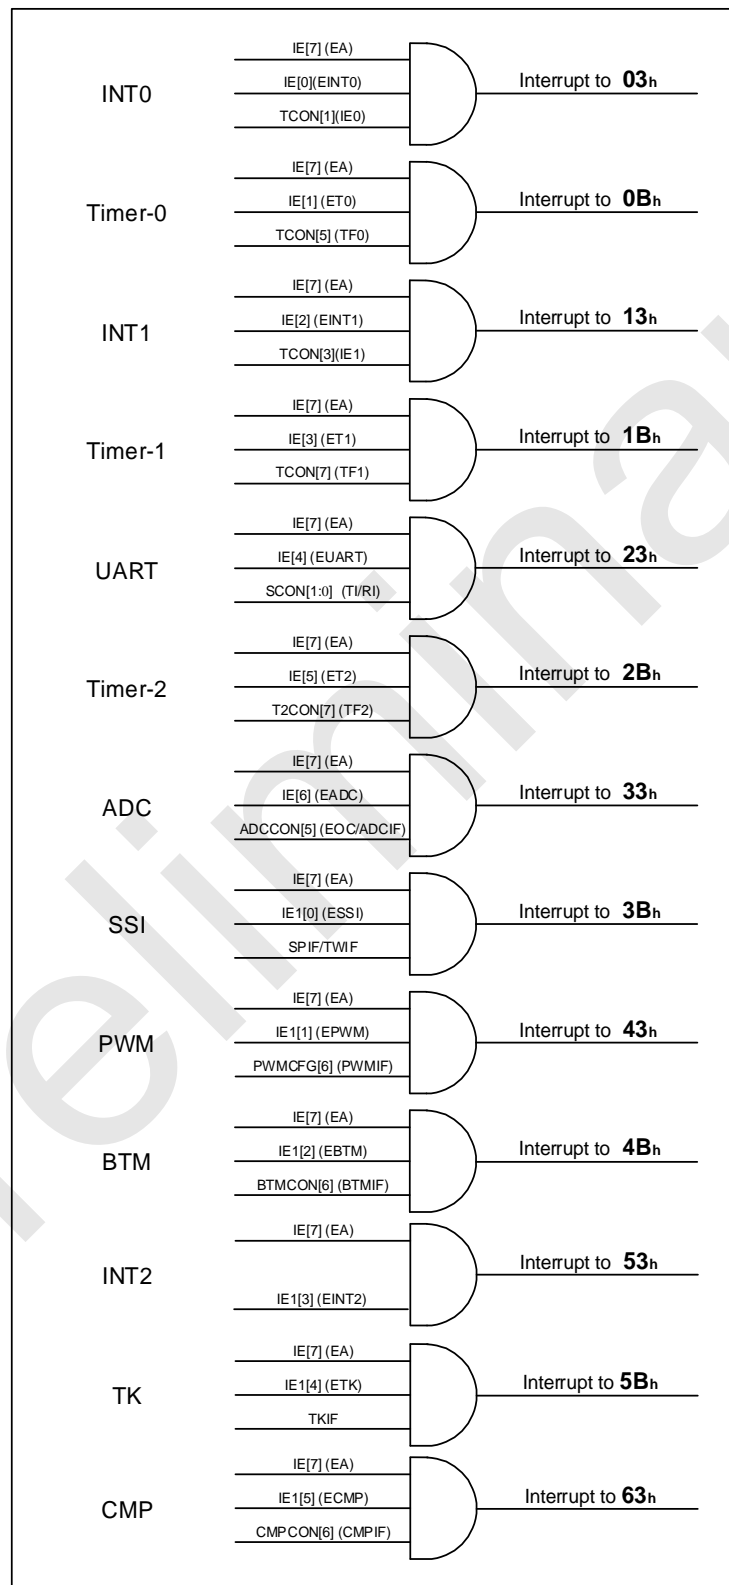 IE[7] (EA)
INT0 IE[0](EINT0) Interrupt to 03h
TCON[1](IE0)
IE[7] (EA)
Timer-0 IE[1] (ET0) Interrupt to 0Bh
TCON[5] (TF0)
IE[7] (EA)
INT1 IE[2] (EINT1) Interrupt to 13h
TCON[3](IE1)
IE[7] (EA)
Timer-1 IE[3] (ET1) Interrupt to 1Bh
TCON[7] (TF1)
IE[7] (EA)
UART IE[4] (EUART) Interrupt to 23h
SCON[1:0] (TI/RI)
IE[7] (EA)
Timer-2 IE[5] (ET2) Interrupt to 2Bh
T2CON[7] (TF2)
IE[7] (EA)
ADC IE[6] (EADC) Interrupt to 33h
ADCCON[5] (EOC/ADCIF)
IE[7] (EA)
SSI IE1[0] (ESSI) Interrupt to 3Bh
SPIF/TWIF
IE[7] (EA)
PWM IE1[1] (EPWM) Interrupt to 43h
PWMCFG[6] (PWMIF)
IE[7] (EA)
BTM IE1[2] (EBTM) Interrupt to 4Bh
BTMCON[6] (BTMIF)
IE[7] (EA)
INT2 Interrupt to 53h
IE1[3] (EINT2)
IE[7] (EA)
TK IE1[4] (ETK) Interrupt to 5Bh
TKIF
IE[7] (EA)
CMP IE1[5] (ECMP) Interrupt to 63h
CMPCON[6] (CMPIF)